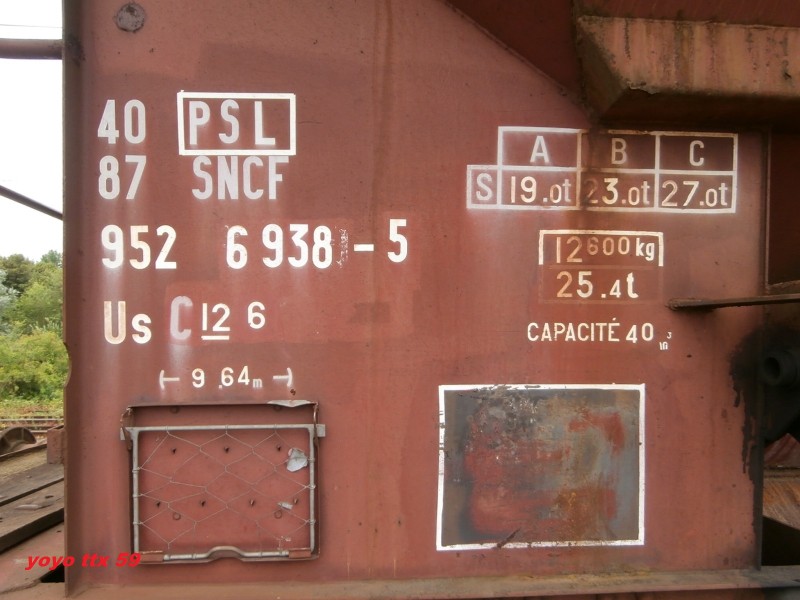 40 PSL
87 SNCF
952 6 938 - 5
Us C 12 6
9.64m
A B C
S 19.0t 23.0t 27.0t
12600 kg
25.4t
CAPACITÉ 40
yoyo ttx 59